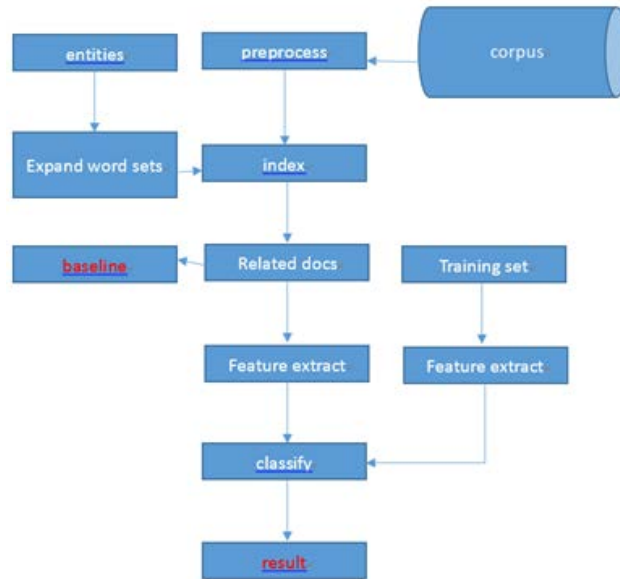 entities
preprocess
corpus
Expand word sets
index
baseline
Related docs
Training set
Feature extract
Feature extract
classify
result